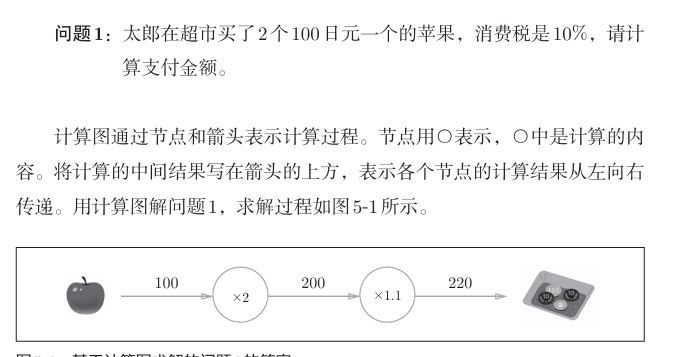 问题1：太郎在超市买了2个100日元一个的苹果，消费税是10%，请计
算支付金额。
计算图通过节点和箭头表示计算过程。节点用○表示，○中是计算的内
容。将计算的中间结果写在箭头的上方，表示各个节点的计算结果从左向右
传递。用计算图解问题1，求解过程如图5-1所示。
100 200 220
×2 ×1.1